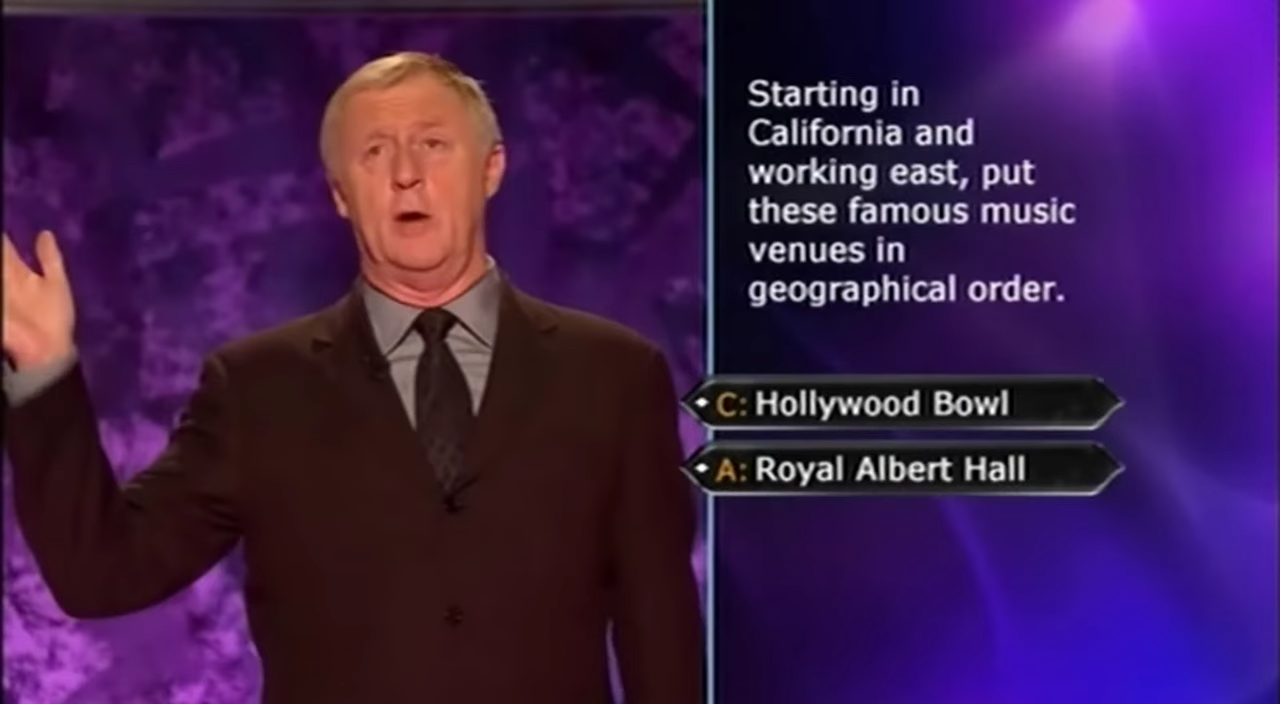 Starting in
California and
working east, put
these famous music
venues in
geographical order.
C: Hollywood Bowl
A: Royal Albert Hall